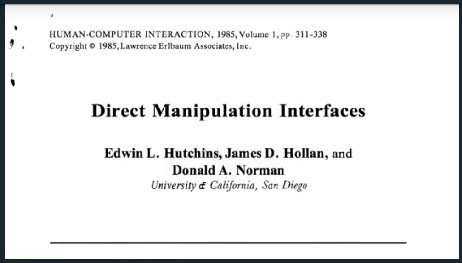 HUMAN-COMPUTER INTERACTION, 1985, Volume 1, pp. 311-338
Copyright © 1985, Lawrence Erlbaum Associates, Inc.
Direct Manipulation Interfaces
Edwin L. Hutchins, James D. Hollan, and
Donald A. Norman
University of California, San Diego